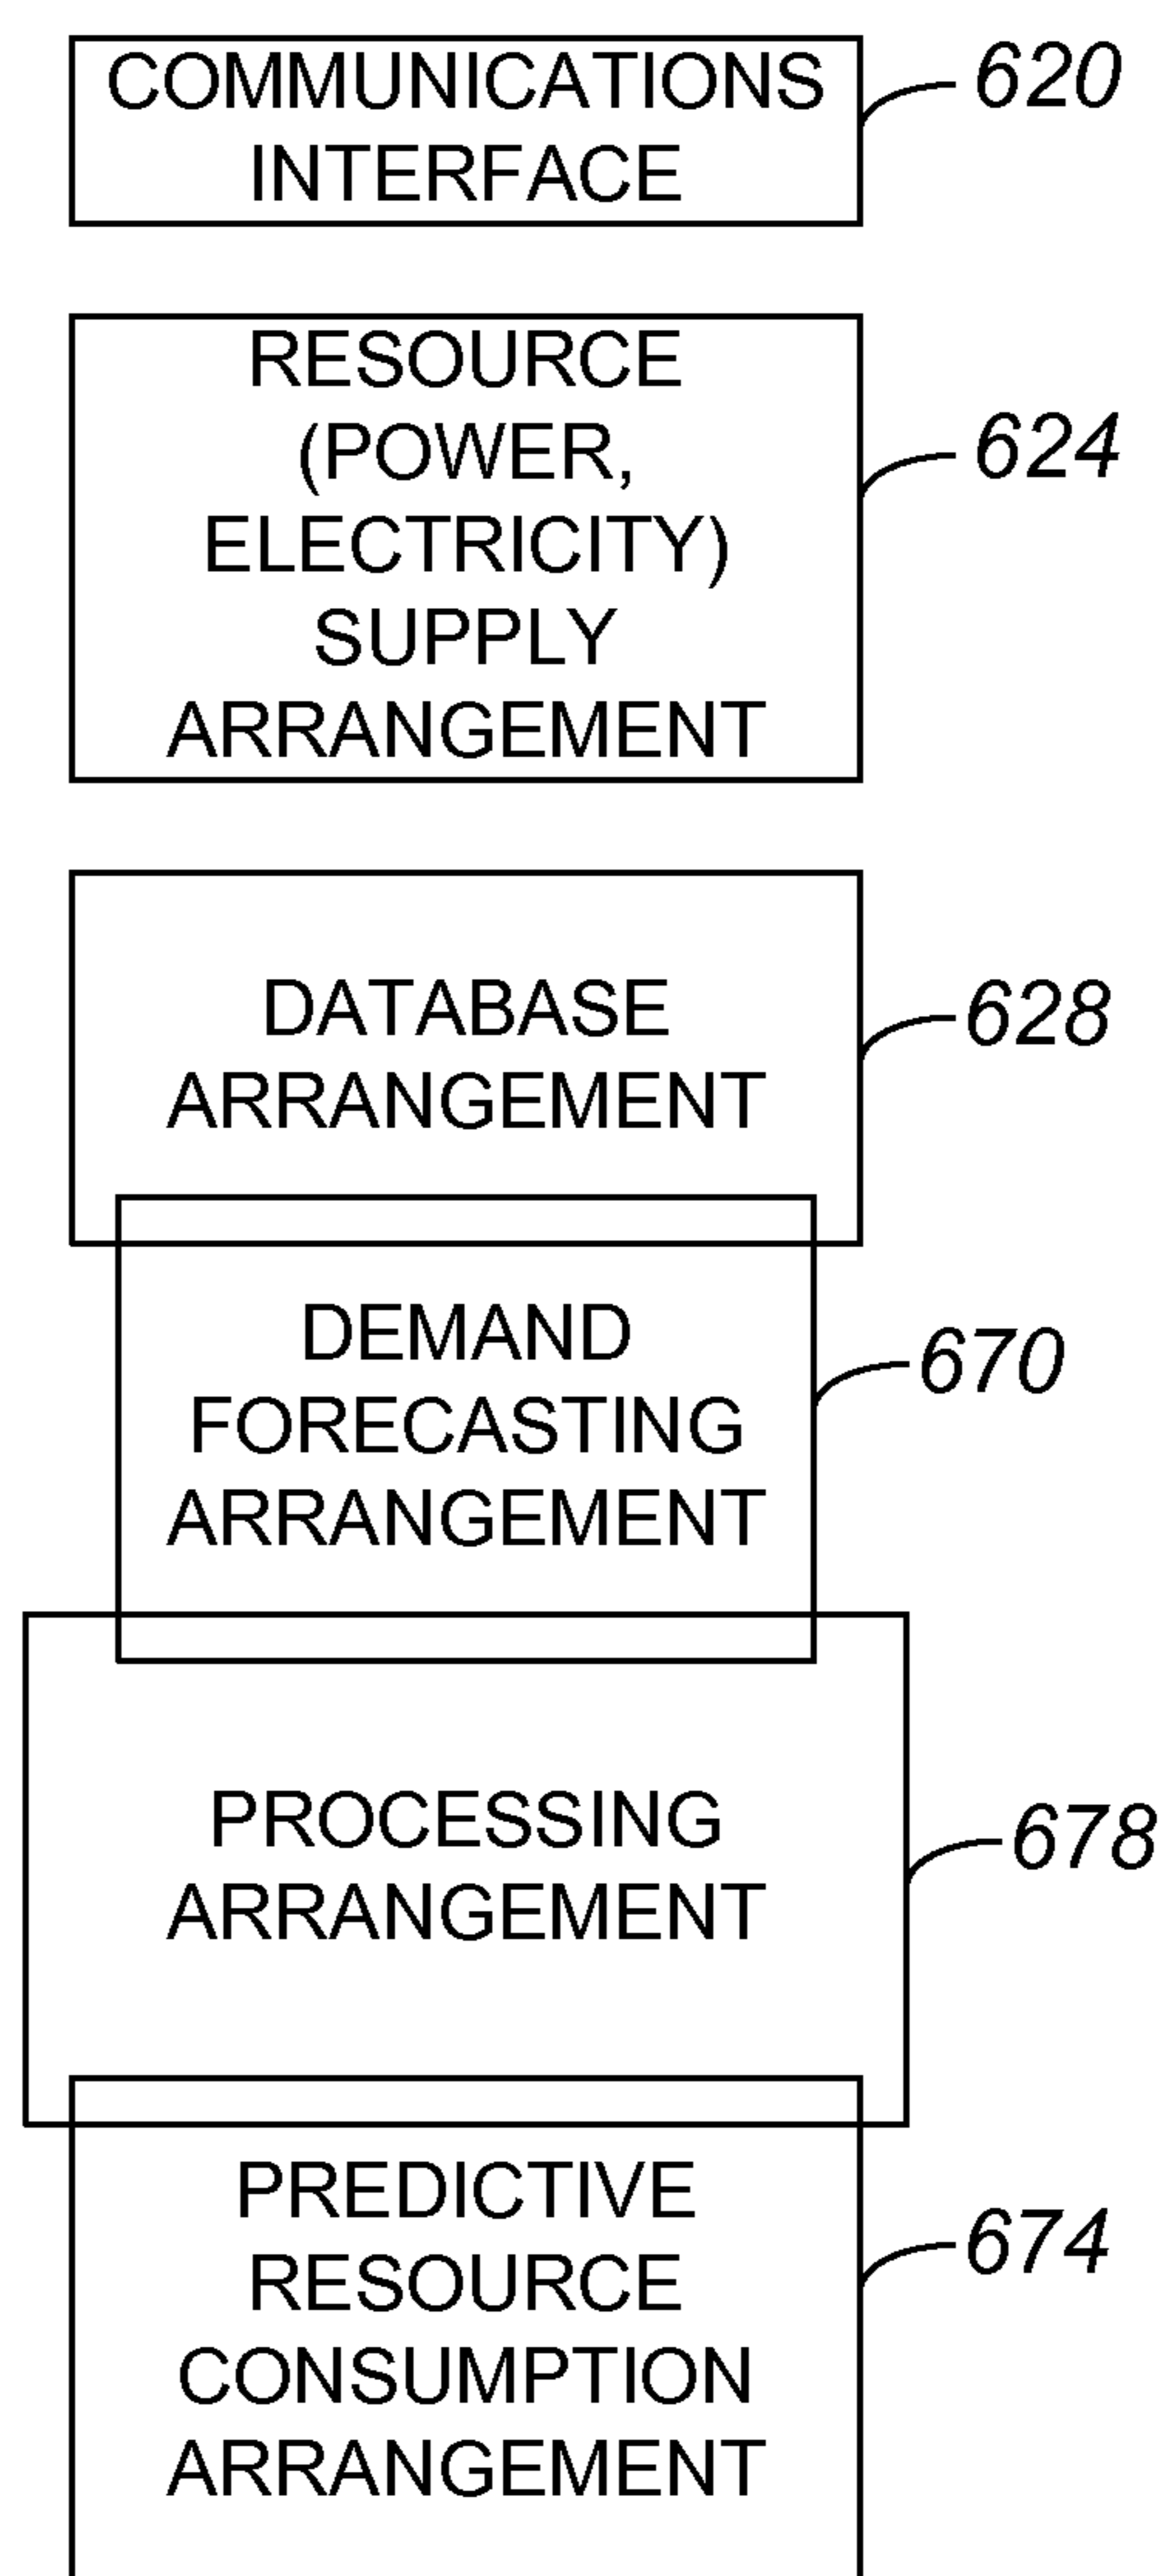 COMMUNICATIONS
INTERFACE
620
RESOURCE
(POWER,
ELECTRICITY)
SUPPLY
ARRANGEMENT
624
DATABASE
ARRANGEMENT
628
DEMAND
FORECASTING
ARRANGEMENT
670
PROCESSING
ARRANGEMENT
678
PREDICTIVE
RESOURCE
CONSUMPTION
ARRANGEMENT
674